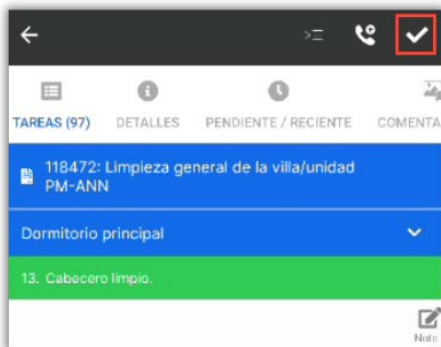 TAREAS (97) DETALLES PENDIENTE / RECIENTE COMENTA
118472: Limpieza general de la villa/unidad
PM-ANN
Dormitorio principal
13. Cabecero limpio.
Note